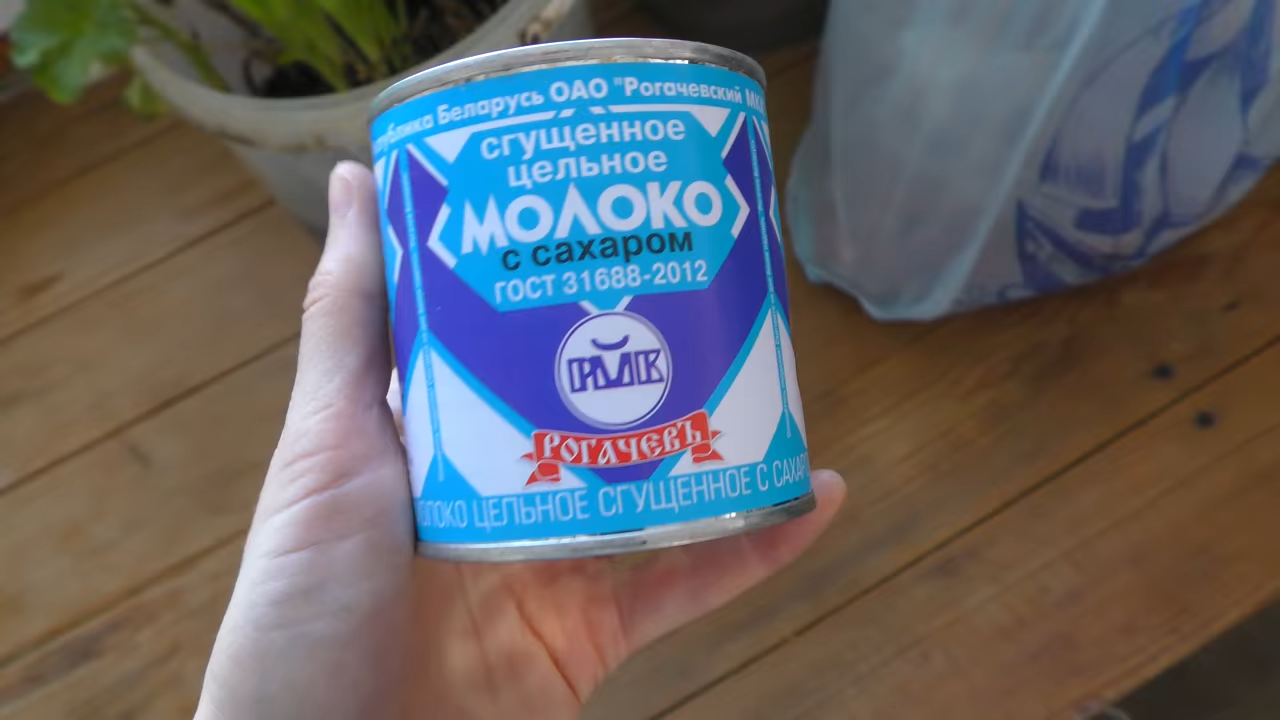 Беларусь ОАО "Рогачевский
сгущенное
цельное
МОЛОКО
с сахаром
ГОСТ 31688-2012
РМК
РОГАЧЕВЪ
ЦЕЛЬНОЕ СГУЩЕННОЕ С